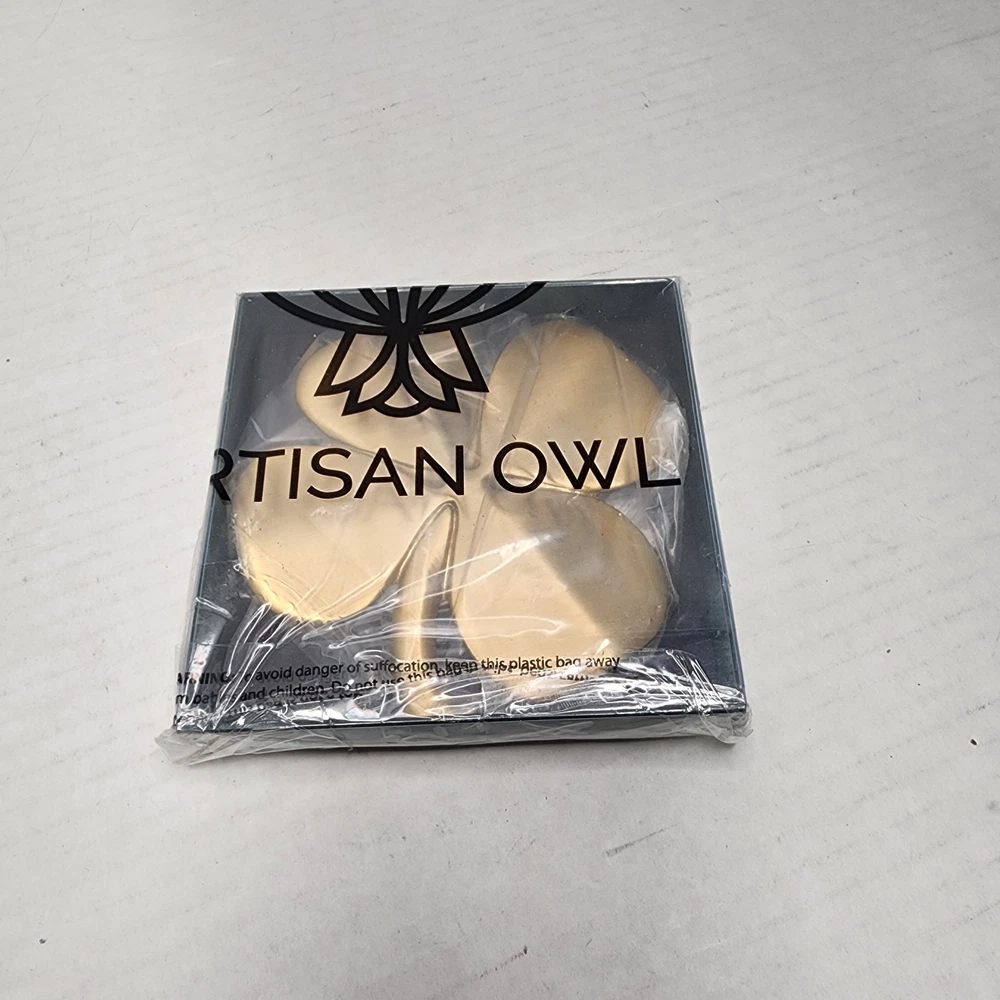 RTISAN OWL
avoid danger of suffocation, keep this plastic bag away
and children. Do not use this bag